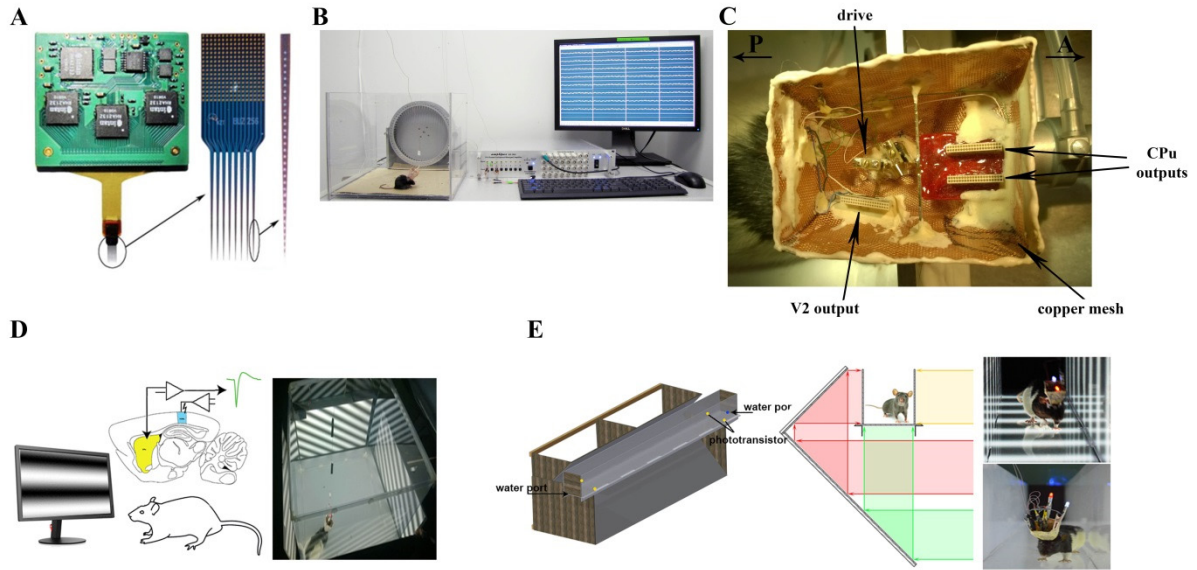 A
B
C
drive
P
A
CPu
outputs
V2 output
copper mesh
D
E
water por
phototransistor
water port